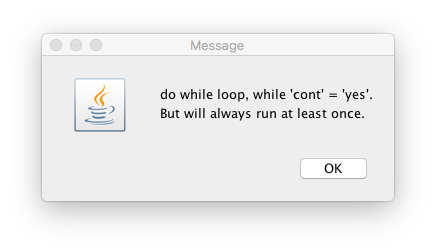 Message
do while loop, while 'cont' = 'yes'.
But will always run at least once.
OK